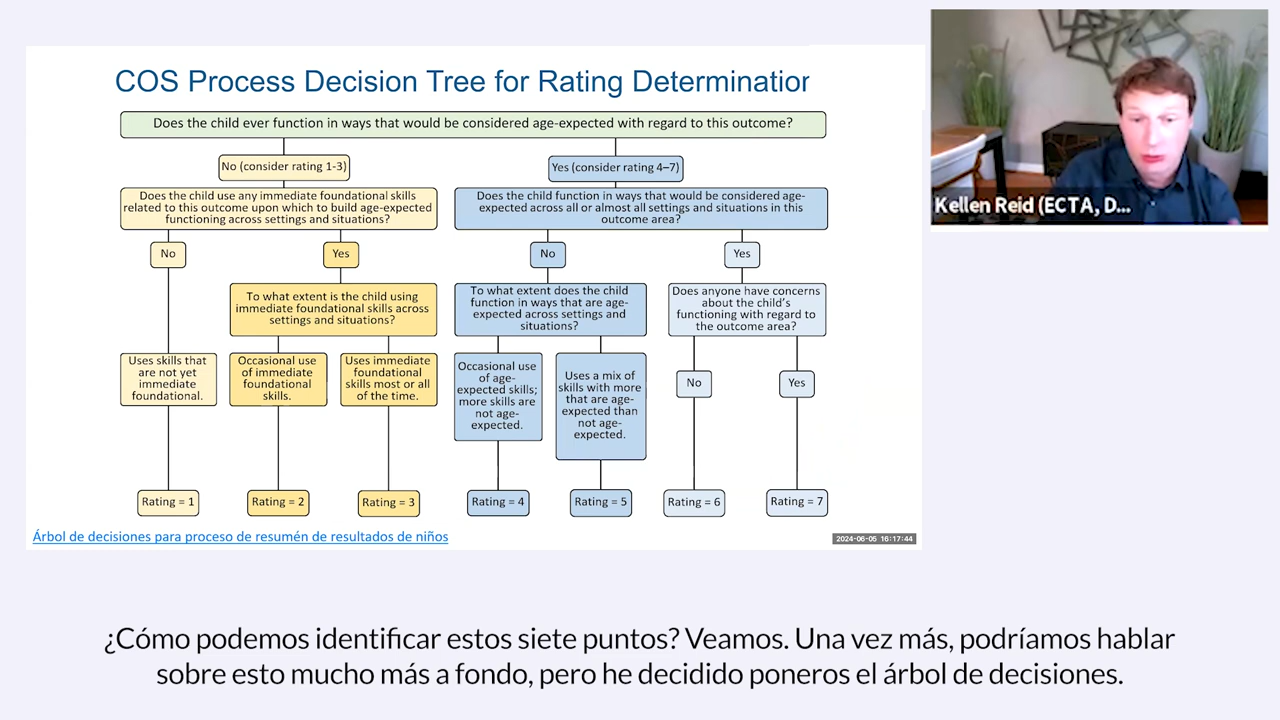 COS Process Decision Tree for Rating Determination
Does the child ever function in ways that would be considered age-expected with regard to this outcome?
No (consider rating 1-3)
Yes (consider rating 4–7)
Does the child use any immediate foundational skills
related to this outcome upon which to build age-expected
functioning across settings and situations?
Does the child function in ways that would be considered age-
expected across all or almost all settings and situations in this
outcome area?
No
Yes
No
Yes
To what extent is the child using
immediate foundational skills across
settings and situations?
To what extent does the child
function in ways that are age-
expected across settings and
situations?
Does anyone have concerns
about the child's
functioning with regard to
the outcome area?
Uses skills that
are not yet
immediate
foundational.
Occasional use
of immediate
foundational
skills.
Uses immediate
foundational
skills most or all
of the time.
Occasional use
of age-
expected skills;
more skills are
not age-
expected.
Uses a mix of
skills with more
that are age-
expected than
not age-
expected.
No
Yes
Rating = 1
Rating = 2
Rating = 3
Rating = 4
Rating = 5
Rating = 6
Rating = 7
Árbol de decisiones para proceso de resumén de resultados de niños
2024-06-05 16:17:44
Kellen Reid (ECTA, D...
¿Cómo podemos identificar estos siete puntos? Veamos. Una vez más, podríamos hablar
sobre esto mucho más a fondo, pero he decidido poneros el árbol de decisiones.